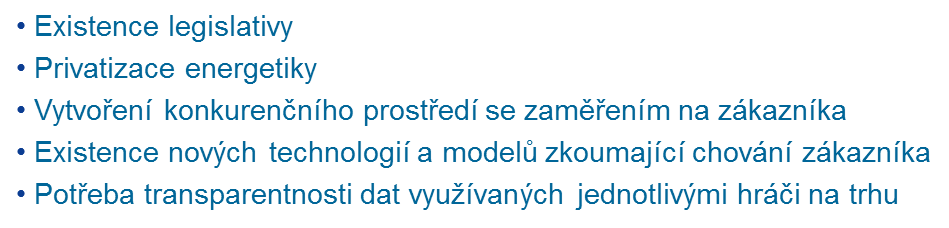 • Existence legislativy
• Privatizace energetiky
• Vytvoření konkurenčního prostředí se zaměřením na zákazníka
• Existence nových technologií a modelů zkoumající chování zákazníka
• Potřeba transparentnosti dat využívaných jednotlivými hráči na trhu